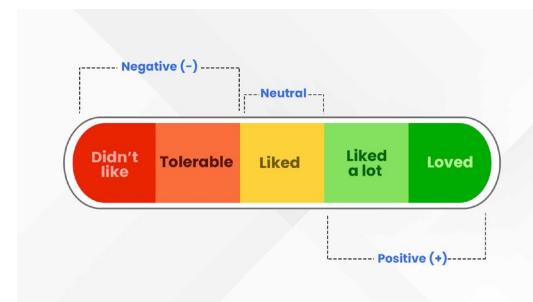 Negative (-)
Neutral
Didn't
like
Tolerable
Liked
Liked
a lot
Loved
Positive (+)